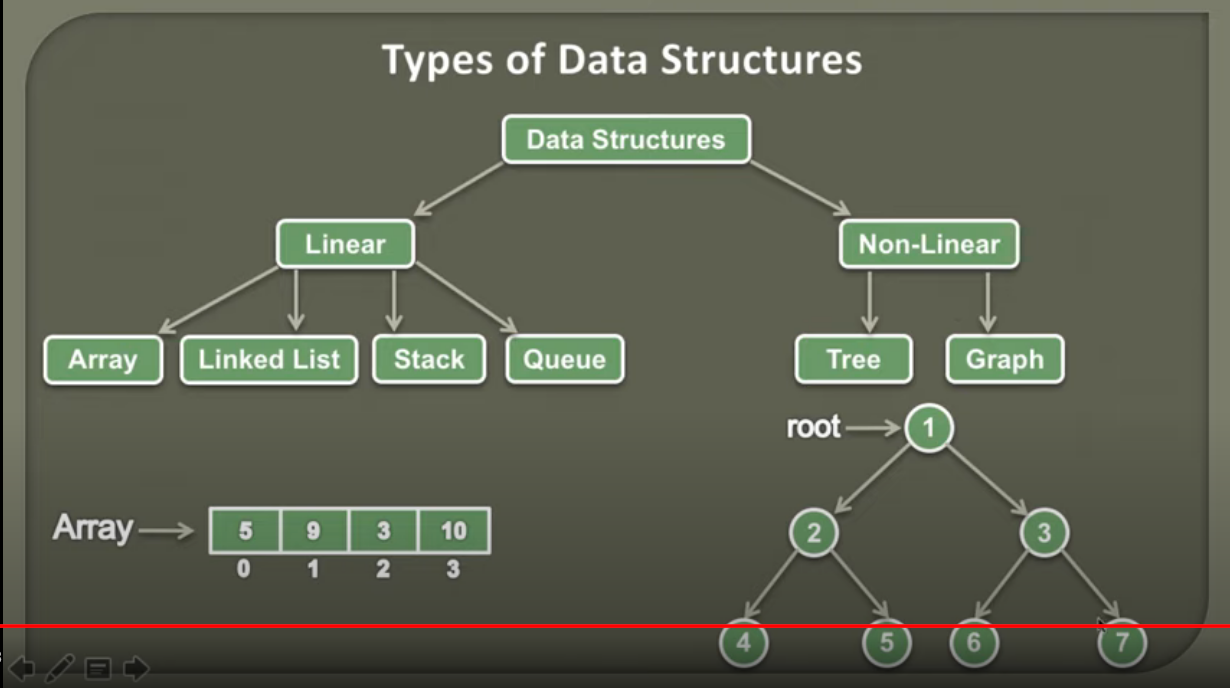 Types of Data Structures
Data Structures
Linear
Non-Linear
Array
Linked List
Stack
Queue
Tree
Graph
root
1
2
3
4
5
6
7
Array
5 9 3 10
0 1 2 3